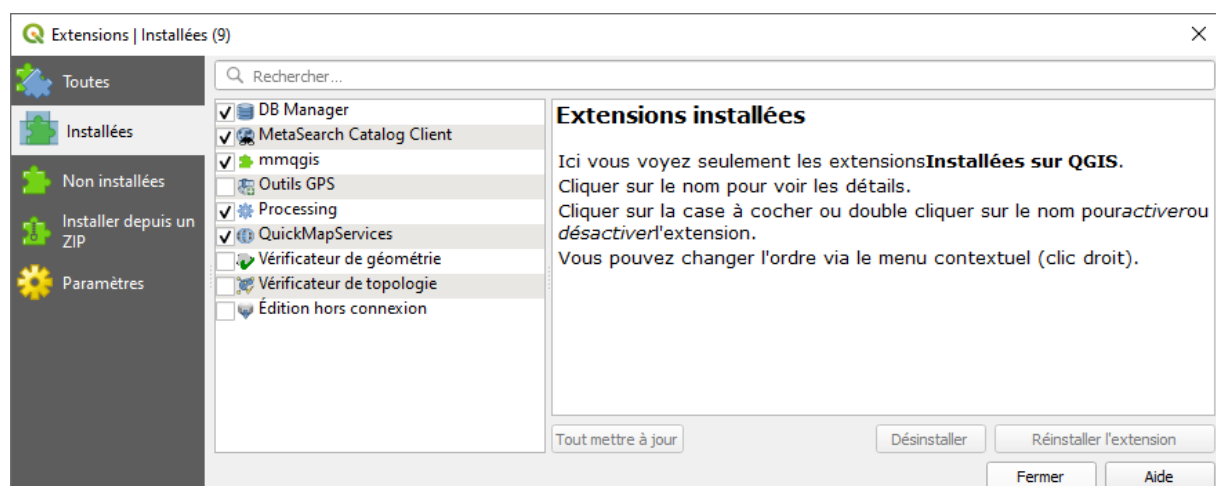 Extensions | Installées (9)
Toutes
Installées
Non installées
Installer depuis un
ZIP
Paramètres
Rechercher...
DB Manager
MetaSearch Catalog Client
mmqgis
Outils GPS
Processing
QuickMapServices
Vérificateur de géométrie
Vérificateur de topologie
Édition hors connexion
Extensions installées
Ici vous voyez seulement les extensionsInstallées sur QGIS.
Cliquer sur le nom pour voir les détails.
Cliquer sur la case à cocher ou double cliquer sur le nom pouractiverou
désactiverl'extension.
Vous pouvez changer l'ordre via le menu contextuel (clic droit).
Tout mettre à jour
Désinstaller
Réinstaller l'extension
Fermer
Aide